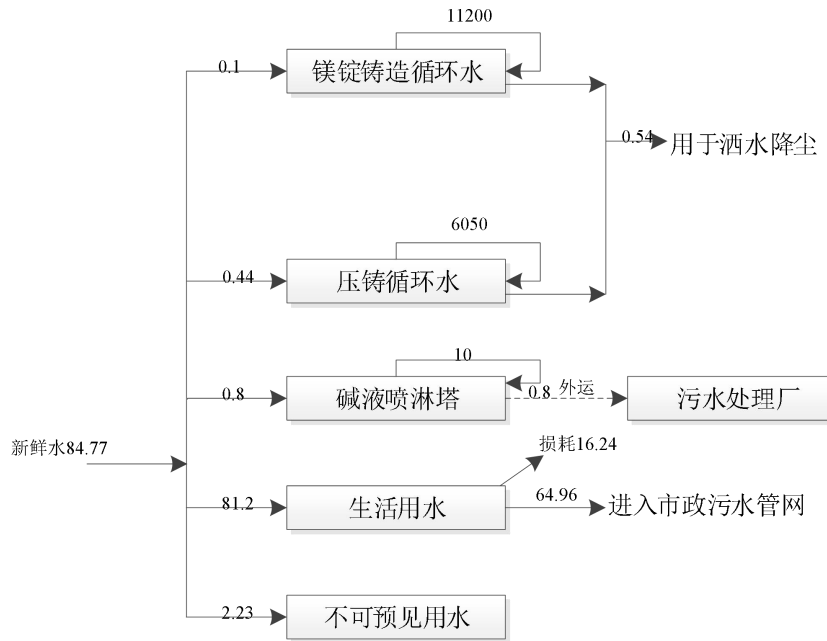 11200
0.1
镁锭铸造循环水
0.54
用于洒水降尘
6050
0.44
压铸循环水
10
0.8
碱液喷淋塔
0.8
外运
污水处理厂
新鲜水84.77
损耗16.24
81.2
生活用水
64.96
进入市政污水管网
2.23
不可预见用水